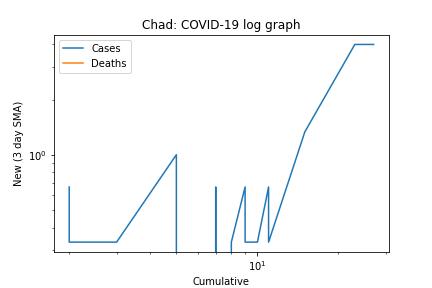 Chad: COVID-19 log graph
Cases
Deaths
New (3 day SMA)
10⁰
10¹
Cumulative